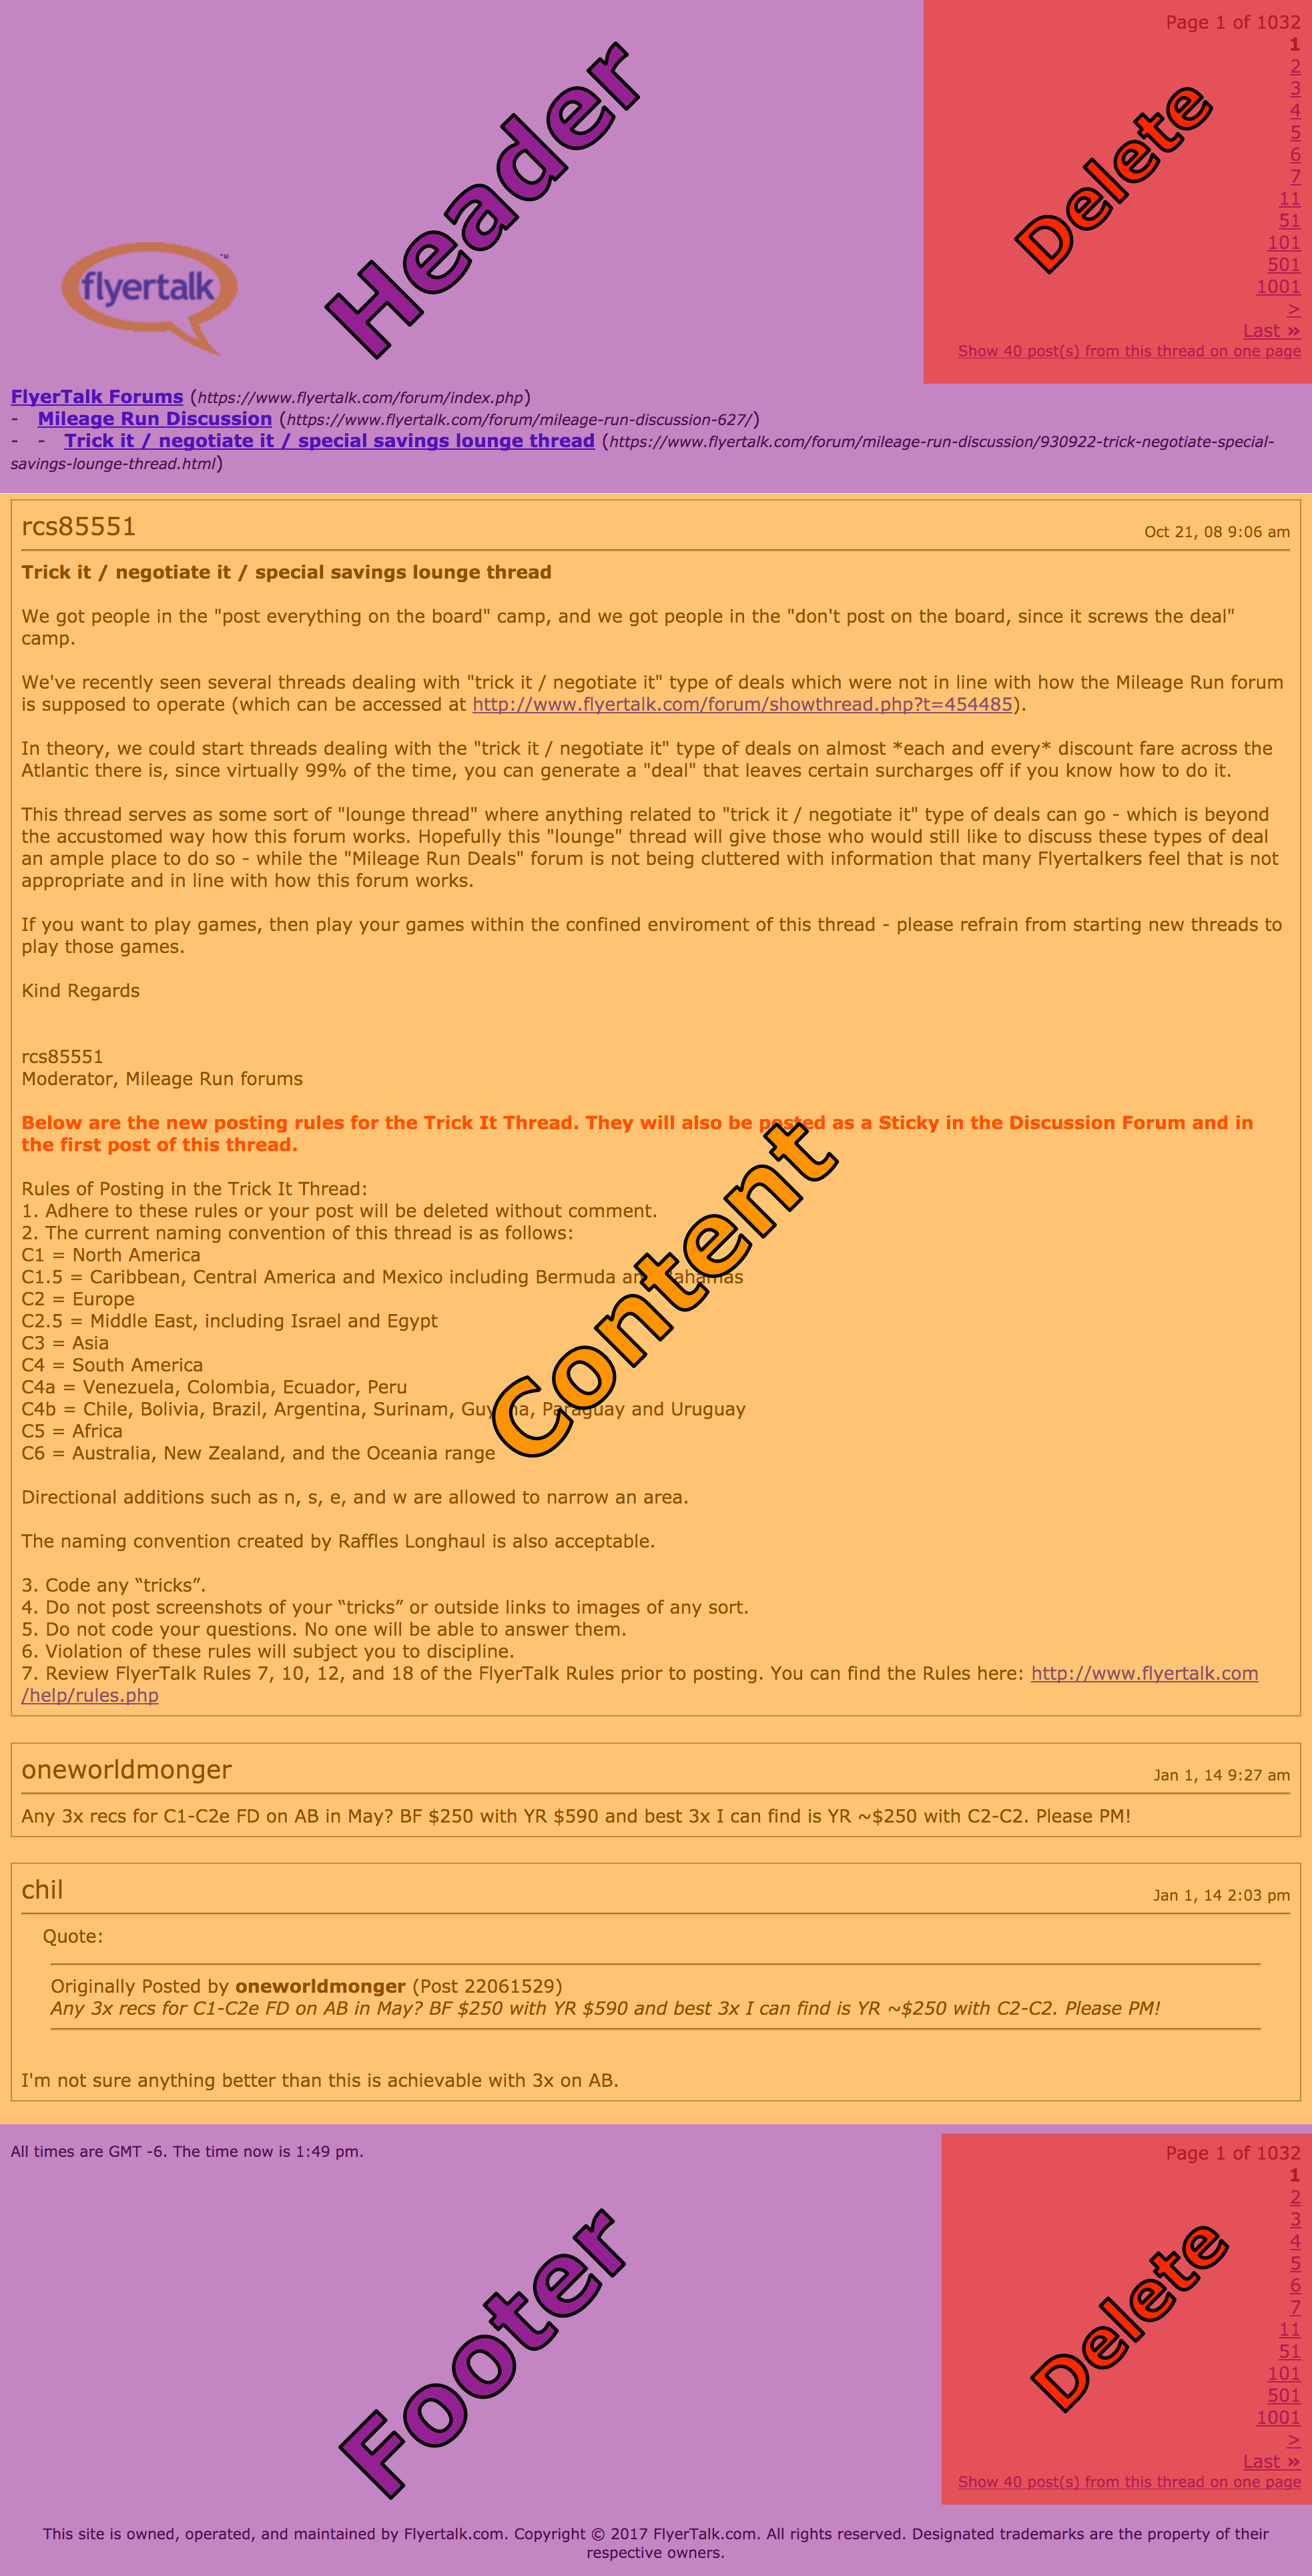 Page 1 of 1032
1
2
3
4
5
6
7
11
51
101
501
1001
>
Last »
Show 40 post(s) from this thread on one page
Header
Delete
flyertalk ™
FlyerTalk Forums (https://www.flyertalk.com/forum/index.php)
- Mileage Run Discussion (https://www.flyertalk.com/forum/mileage-run-discussion-627/)
- - Trick it / negotiate it / special savings lounge thread (https://www.flyertalk.com/forum/mileage-run-discussion/930922-trick-negotiate-special-
savings-lounge-thread.html)
rcs85551 Oct 21, 08 9:06 am
Trick it / negotiate it / special savings lounge thread
We got people in the "post everything on the board" camp, and we got people in the "don't post on the board, since it screws the deal"
camp.
We've recently seen several threads dealing with "trick it / negotiate it" type of deals which were not in line with how the Mileage Run forum
is supposed to operate (which can be accessed at http://www.flyertalk.com/forum/showthread.php?t=454485).
In theory, we could start threads dealing with the "trick it / negotiate it" type of deals on almost *each and every* discount fare across the
Atlantic there is, since virtually 99% of the time, you can generate a "deal" that leaves certain surcharges off if you know how to do it.
This thread serves as some sort of "lounge thread" where anything related to "trick it / negotiate it" type of deals can go - which is beyond
the accustomed way how this forum works. Hopefully this "lounge" thread will give those who would still like to discuss these types of deal
an ample place to do so - while the "Mileage Run Deals" forum is not being cluttered with information that many Flyertalkers feel that is not
appropriate and in line with how this forum works.
If you want to play games, then play your games within the confined enviroment of this thread - please refrain from starting new threads to
play those games.
Kind Regards
rcs85551
Moderator, Mileage Run forums
Below are the new posting rules for the Trick It Thread. They will also be posted as a Sticky in the Discussion Forum and in
the first post of this thread.
Rules of Posting in the Trick It Thread:
1. Adhere to these rules or your post will be deleted without comment.
2. The current naming convention of this thread is as follows:
C1 = North America
C1.5 = Caribbean, Central America and Mexico including Bermuda and Bahamas
C2 = Europe
C2.5 = Middle East, including Israel and Egypt
C3 = Asia
C4 = South America
C4a = Venezuela, Colombia, Ecuador, Peru
C4b = Chile, Bolivia, Brazil, Argentina, Surinam, Guyana, Paraguay and Uruguay
C5 = Africa
C6 = Australia, New Zealand, and the Oceania range
Content
Directional additions such as n, s, e, and w are allowed to narrow an area.
The naming convention created by Raffles Longhaul is also acceptable.
3. Code any “tricks”.
4. Do not post screenshots of your “tricks” or outside links to images of any sort.
5. Do not code your questions. No one will be able to answer them.
6. Violation of these rules will subject you to discipline.
7. Review FlyerTalk Rules 7, 10, 12, and 18 of the FlyerTalk Rules prior to posting. You can find the Rules here: http://www.flyertalk.com
/help/rules.php
oneworldmonger Jan 1, 14 9:27 am
Any 3x recs for C1-C2e FD on AB in May? BF $250 with YR $590 and best 3x I can find is YR ~$250 with C2-C2. Please PM!
chil Jan 1, 14 2:03 pm
Quote:
Originally Posted by oneworldmonger (Post 22061529)
Any 3x recs for C1-C2e FD on AB in May? BF $250 with YR $590 and best 3x I can find is YR ~$250 with C2-C2. Please PM!
I'm not sure anything better than this is achievable with 3x on AB.
All times are GMT -6. The time now is 1:49 pm.
Page 1 of 1032
1
2
3
4
5
6
7
11
51
101
501
1001
>
Last »
Show 40 post(s) from this thread on one page
Footer
Delete
This site is owned, operated, and maintained by Flyertalk.com. Copyright © 2017 FlyerTalk.com. All rights reserved. Designated trademarks are the property of their
respective owners.